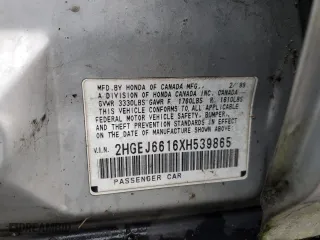 MFD.BY HONDA OF CANADA MFG., 2/99
A DIVISION OF HONDA CANADA INC. CANADA
GVWR 3330LBS GAWR F 1760LBS R 1610LBS
THIS VEHICLE CONFORMS TO ALL APPLICABLE
FEDERAL MOTOR VEHICLE SAFETY, BUMPER,
AND THEFT PREVENTION STANDARDS IN EFFECT
ON THE DATE OF MANUFACTURE SHOWN ABOVE.
V.I.N. 2HGEJ6616XH539865
PASSENGER CAR